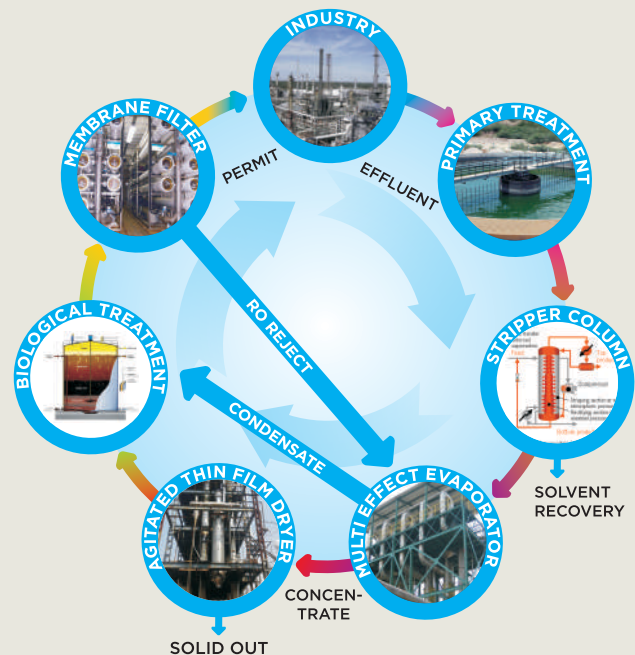 INDUSTRY
MEMBRANE FILTER
PRIMARY TREATMENT
PERMIT
EFFLUENT
RO REJECT
BIOLOGICAL TREATMENT
STRIPPER COLUMN
Feed
CONDENSATE
SOLVENT
RECOVERY
AGITATED THIN FILM DRYER
MULTI EFFECT EVAPORATOR
CONCEN-
TRATE
SOLID OUT